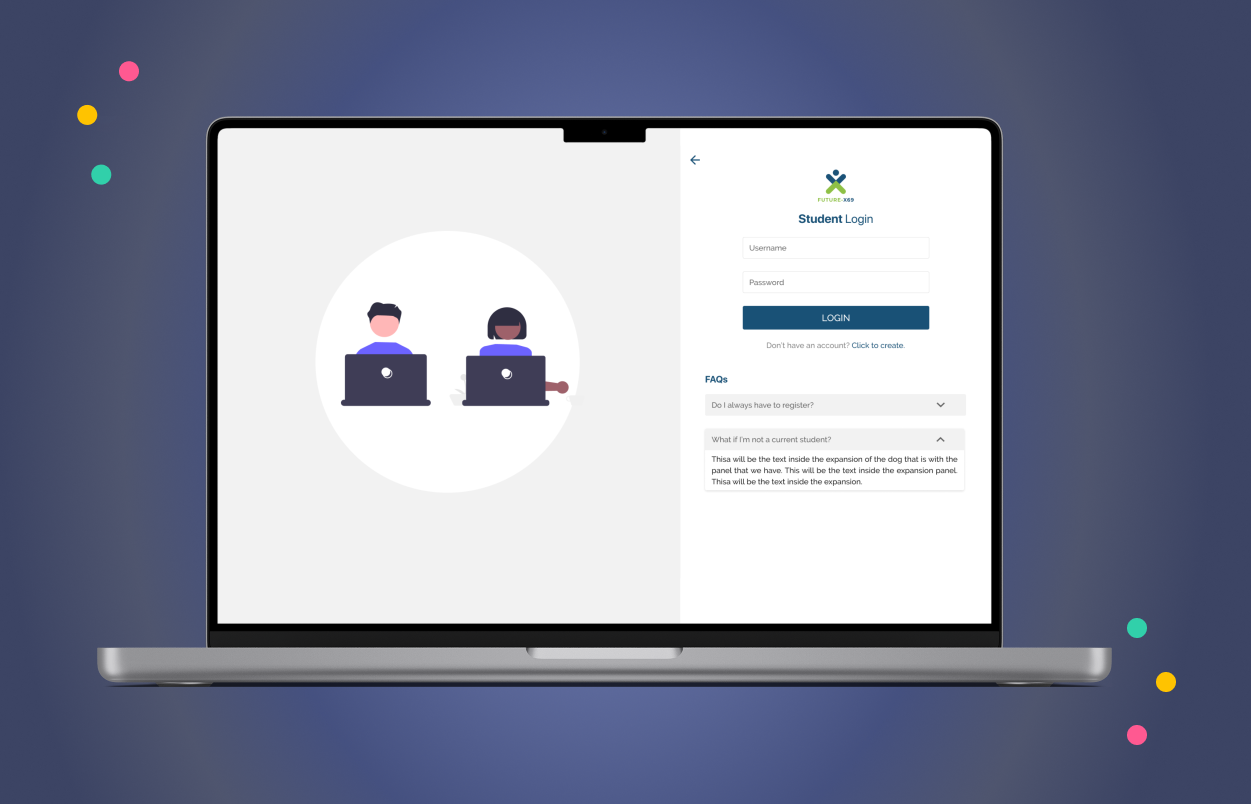 FUTURE-X69
Student Login
Username
Password
LOGIN
Don't have an account? Click to create.
FAQs
Do I always have to register?
What if I'm not a current student?
Thisa will be the text inside the expansion of the dog that is with the
panel that we have. This will be the text inside the expansion panel.
Thisa will be the text inside the expansion.